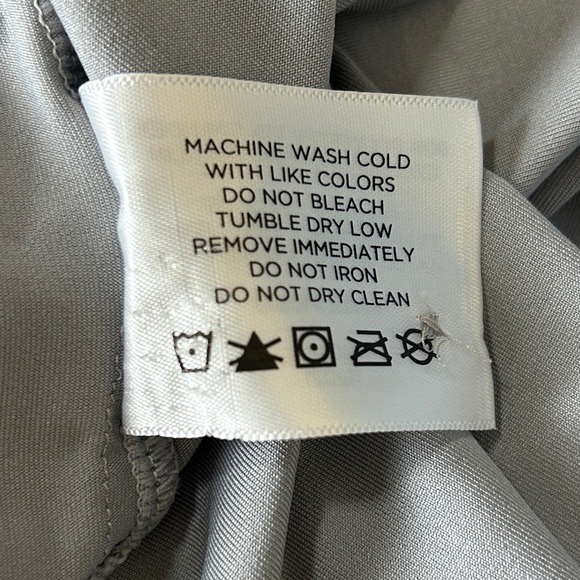 MACHINE WASH COLD
WITH LIKE COLORS
DO NOT BLEACH
TUMBLE DRY LOW
REMOVE IMMEDIATELY
DO NOT IRON
DO NOT DRY CLEAN